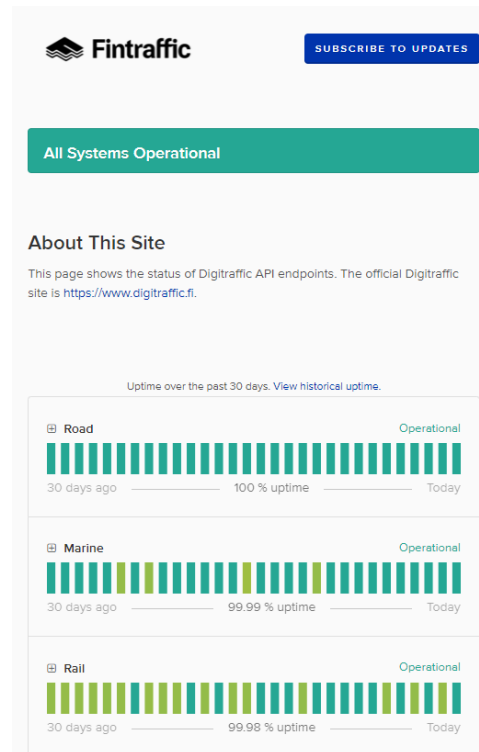 Fintraffic
SUBSCRIBE TO UPDATES
All Systems Operational
About This Site
This page shows the status of Digitraffic API endpoints. The official Digitraffic
site is https://www.digitraffic.fi.
Uptime over the past 30 days. View historical uptime.
Road Operational
30 days ago 100 % uptime Today
Marine Operational
30 days ago 99.99 % uptime Today
Rail Operational
30 days ago 99.98 % uptime Today